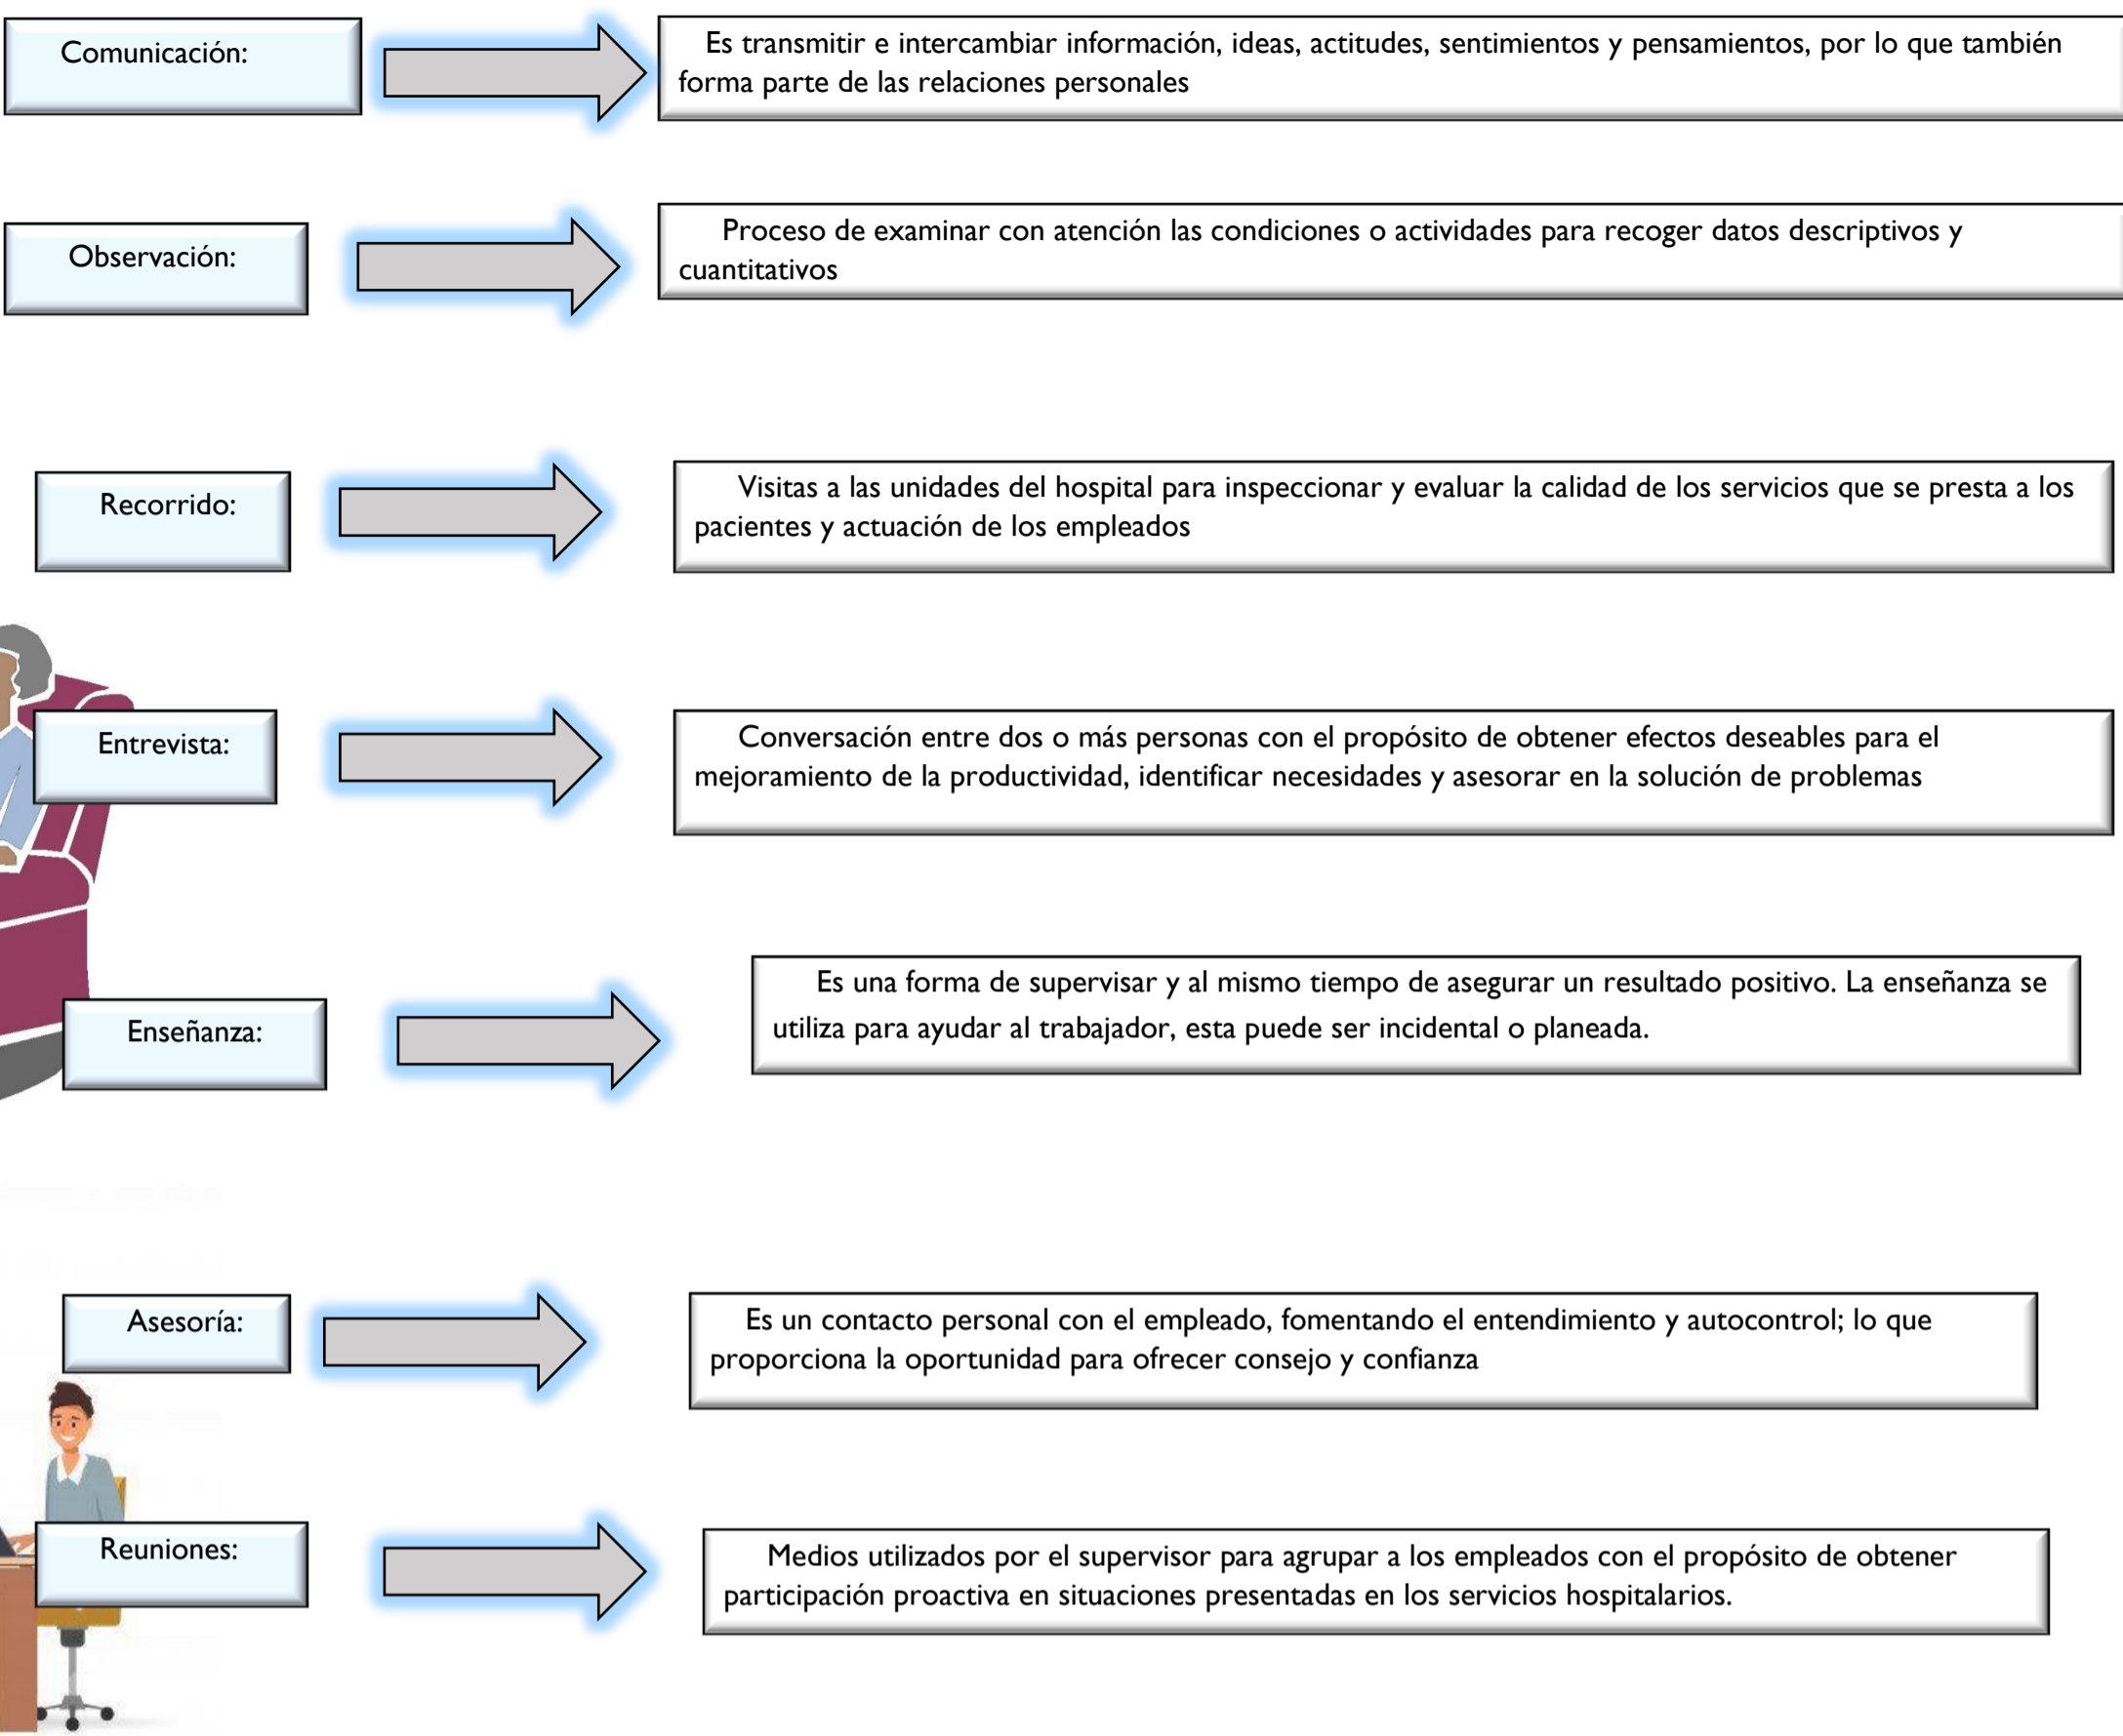 Comunicación:
Es transmitir e intercambiar información, ideas, actitudes, sentimientos y pensamientos, por lo que también
forma parte de las relaciones personales
Observación:
Proceso de examinar con atención las condiciones o actividades para recoger datos descriptivos y
cuantitativos
Recorrido:
Visitas a las unidades del hospital para inspeccionar y evaluar la calidad de los servicios que se presta a los
pacientes y actuación de los empleados
Entrevista:
Conversación entre dos o más personas con el propósito de obtener efectos deseables para el
mejoramiento de la productividad, identificar necesidades y asesorar en la solución de problemas
Enseñanza:
Es una forma de supervisar y al mismo tiempo de asegurar un resultado positivo. La enseñanza se
utiliza para ayudar al trabajador, esta puede ser incidental o planeada.
Asesoría:
Es un contacto personal con el empleado, fomentando el entendimiento y autocontrol; lo que
proporciona la oportunidad para ofrecer consejo y confianza
Reuniones:
Medios utilizados por el supervisor para agrupar a los empleados con el propósito de obtener
participación proactiva en situaciones presentadas en los servicios hospitalarios.